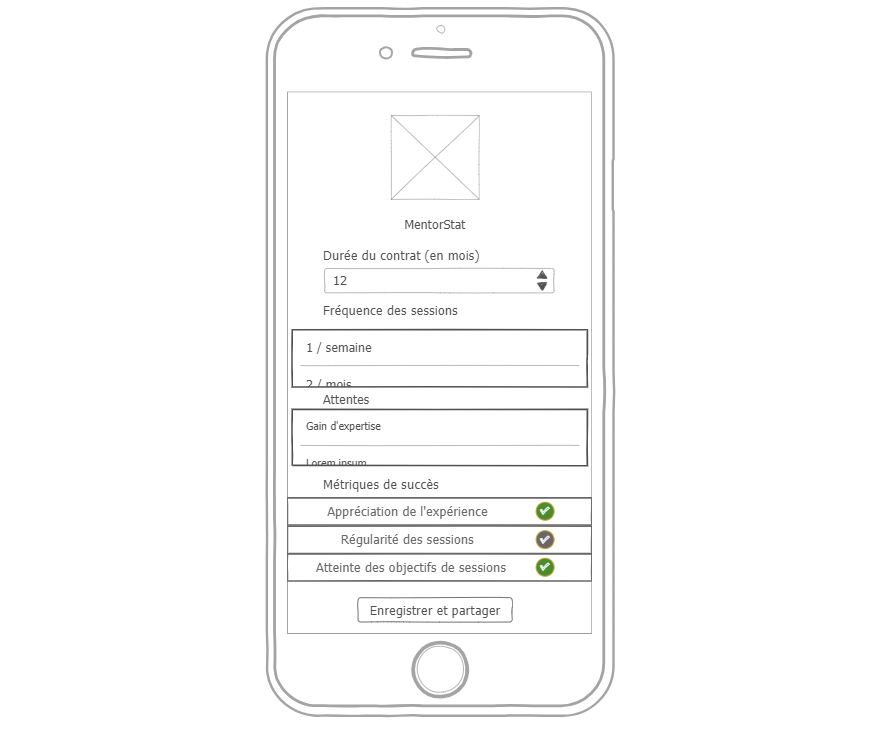 MentorStat
Durée du contrat (en mois)
12
Fréquence des sessions
1 / semaine
2 / mois
Attentes
Gain d'expertise
Lorem ipsum
Métriques de succès
Appréciation de l'expérience
Régularité des sessions
Atteinte des objectifs de sessions
Enregistrer et partager